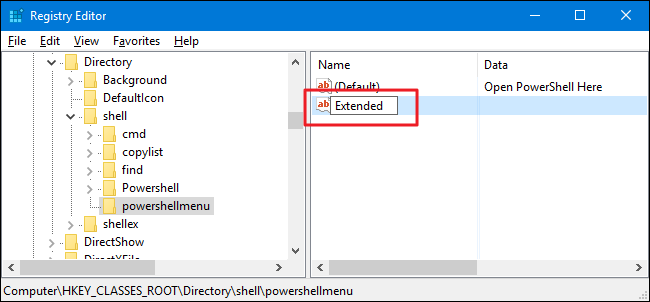 Registry Editor
File Edit View Favorites Help
Directory
Background
DefaultIcon
shell
cmd
copylist
find
Powershell
powershellmenu
shellex
DirectShow
DirectXFile
Name Data
ab (Default) Open PowerShell Here
ab Extended
Computer\HKEY_CLASSES_ROOT\Directory\shell\powershellmenu